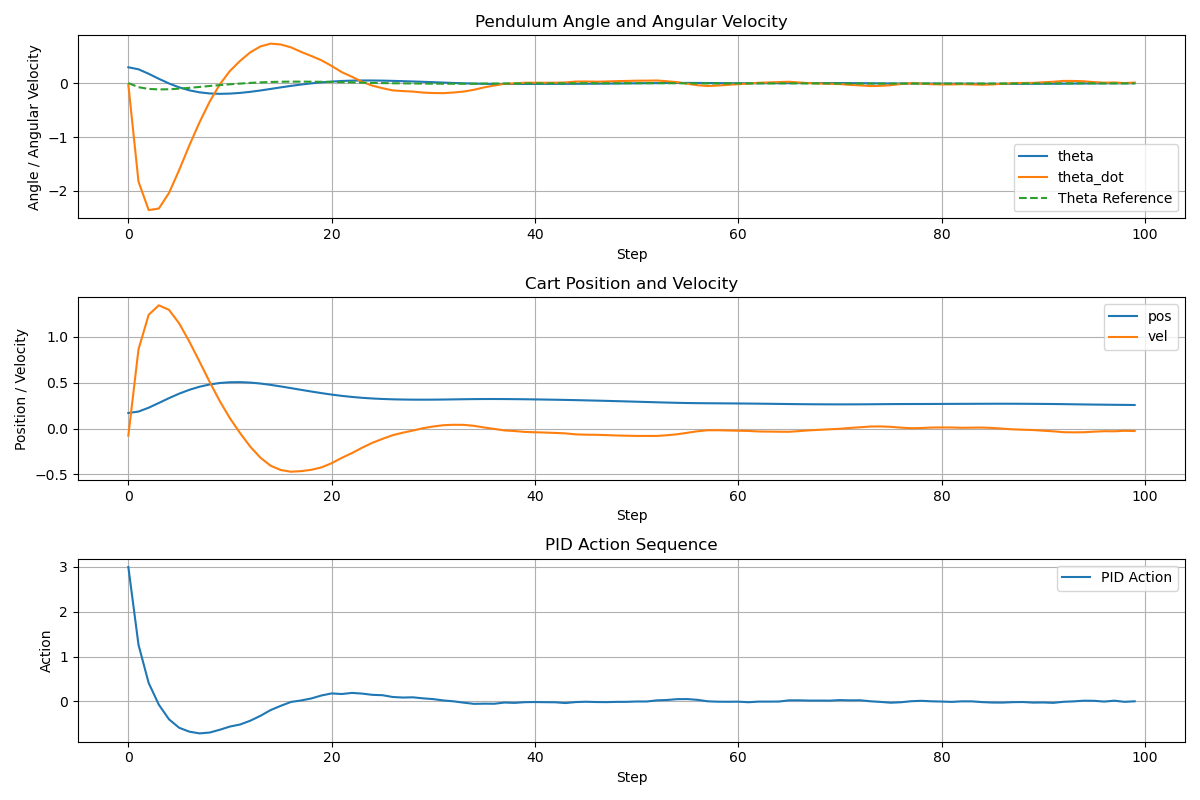 Pendulum Angle and Angular Velocity
Angle / Angular Velocity
0
−1
−2
theta
theta_dot
Theta Reference
0 20 40 60 80 100
Step
Cart Position and Velocity
Position / Velocity
1.0
0.5
0.0
−0.5
pos
vel
0 20 40 60 80 100
Step
PID Action Sequence
Action
3
2
1
0
PID Action
0 20 40 60 80 100
Step